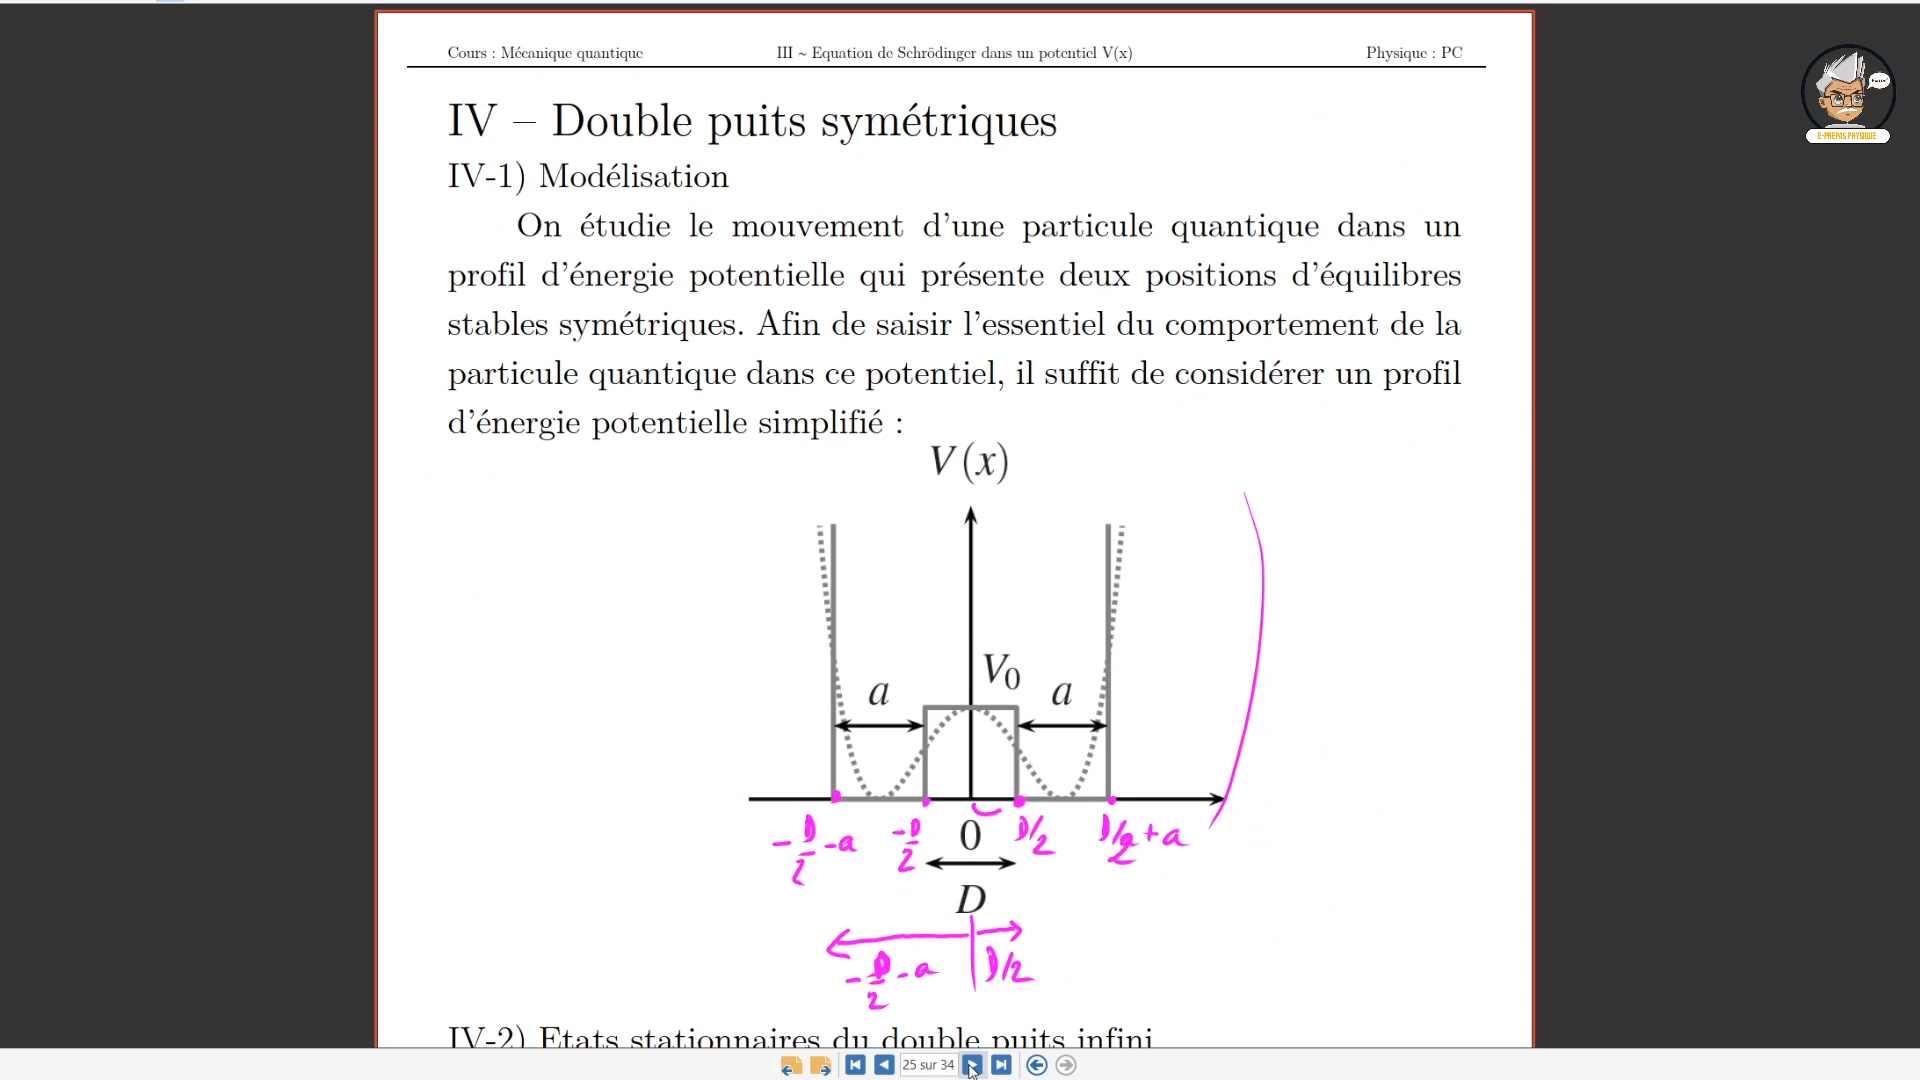 Cours : Mécanique quantique III ~ Equation de Schrödinger dans un potentiel V(x) Physique : PC
E-PREPAS PHYSIQUE
IV – Double puits symétriques
IV-1) Modélisation
On étudie le mouvement d'une particule quantique dans un
profil d'énergie potentielle qui présente deux positions d'équilibres
stables symétriques. Afin de saisir l'essentiel du comportement de la
particule quantique dans ce potentiel, il suffit de considérer un profil
d'énergie potentielle simplifié :
V(x)
V0
a a
-D/2-a -D/2 0 D/2 D/2+a
D
-D/2-a D/2
IV-2) Etats stationnaires du double puits infini
25 sur 34